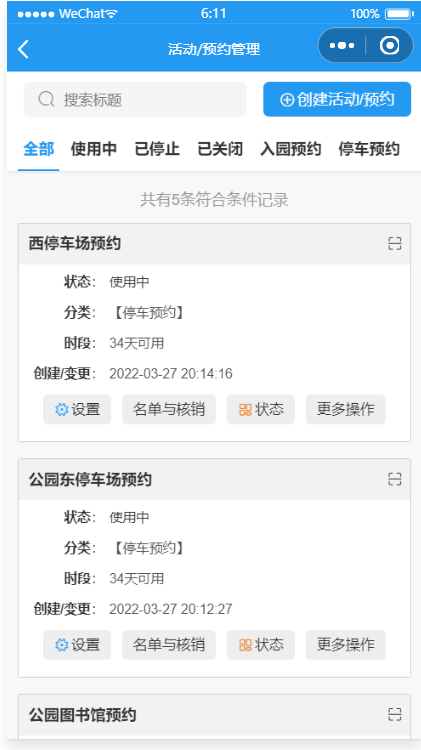 WeChat 6:11 100%
活动/预约管理
搜索标题 创建活动/预约
全部 使用中 已停止 已关闭 入园预约 停车预约
共有5条符合条件记录
西停车场预约
状态: 使用中
分类: 【停车预约】
时段: 34天可用
创建/变更: 2022-03-27 20:14:16
设置 名单与核销 状态 更多操作
公园东停车场预约
状态: 使用中
分类: 【停车预约】
时段: 34天可用
创建/变更: 2022-03-27 20:12:27
设置 名单与核销 状态 更多操作
公园图书馆预约